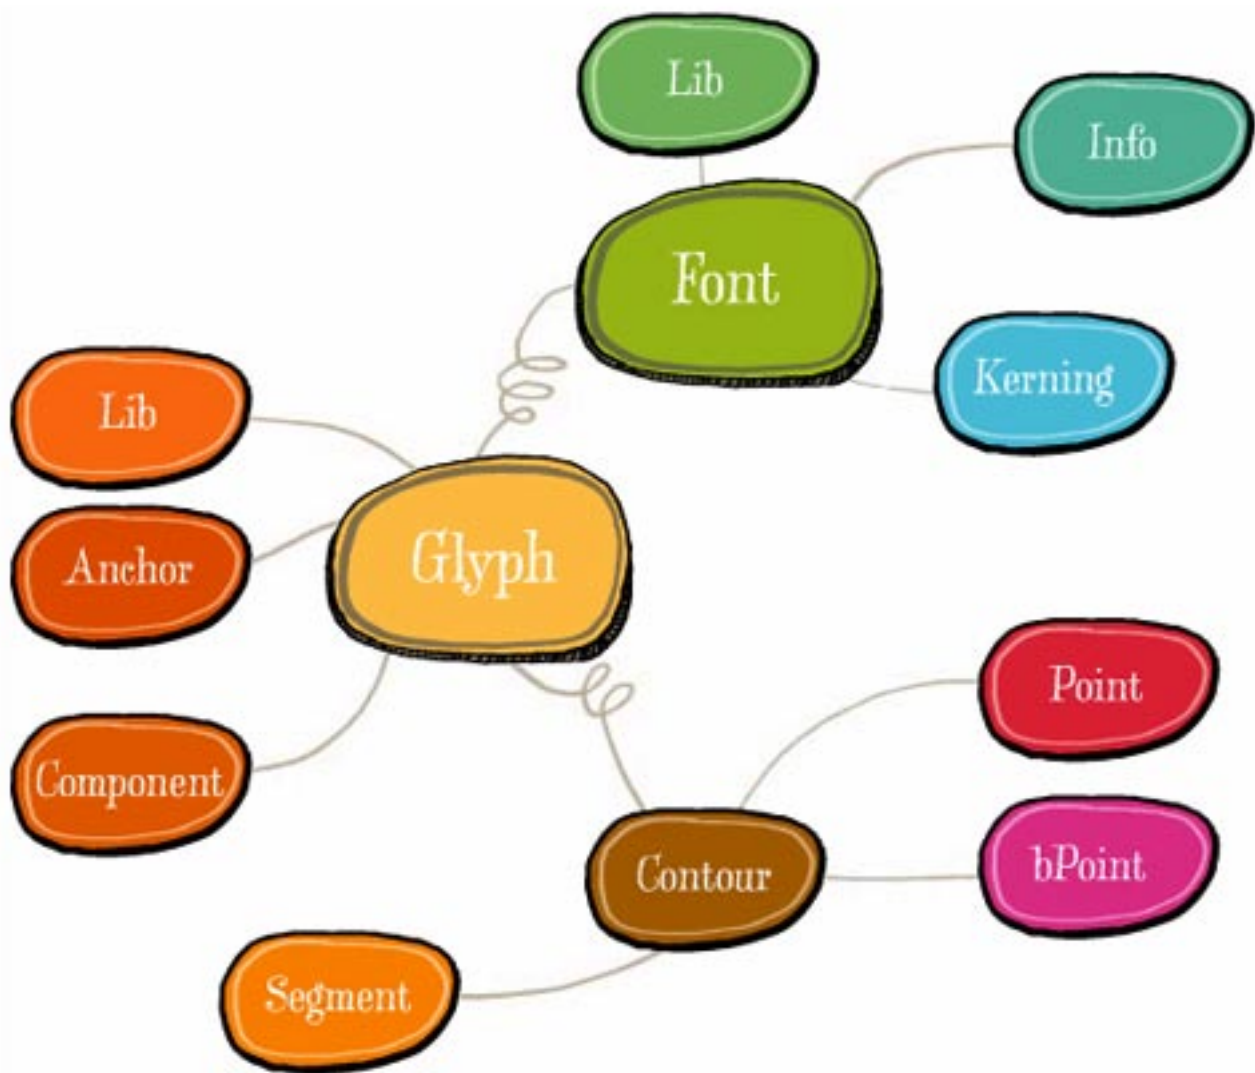 Lib
Info
Font
Kerning
Lib
Anchor
Glyph
Component
Point
bPoint
Contour
Segment